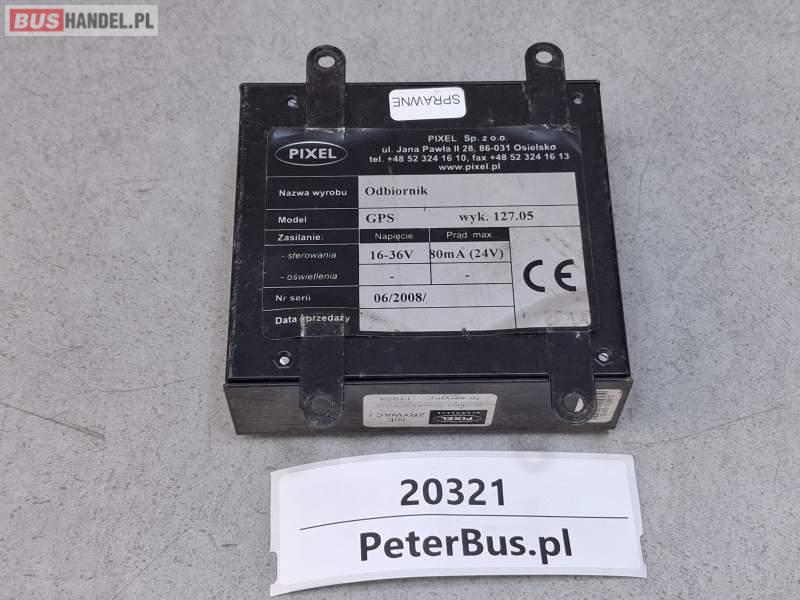 BUSHANDEL.PL
SPRAWNE
PIXEL
PIXEL Sp. z o.o.
ul. Jana Pawła II 28, 86-031 Osielsko
tel. +48 52 324 16 10, fax +48 52 324 16 13
www.pixel.pl
Nazwa wyrobu Odbiornik
Model GPS wyk. 127.05
Zasilanie: Napięcie Prąd max.
- sterowania 16-36V 80mA (24V)
- oświetlenia - -
Nr serii 06/2008/
Data sprzedaży
CE
NIE
ZRYWAĆ !
PIXEL
Nr seryjny
20321
PeterBus.pl